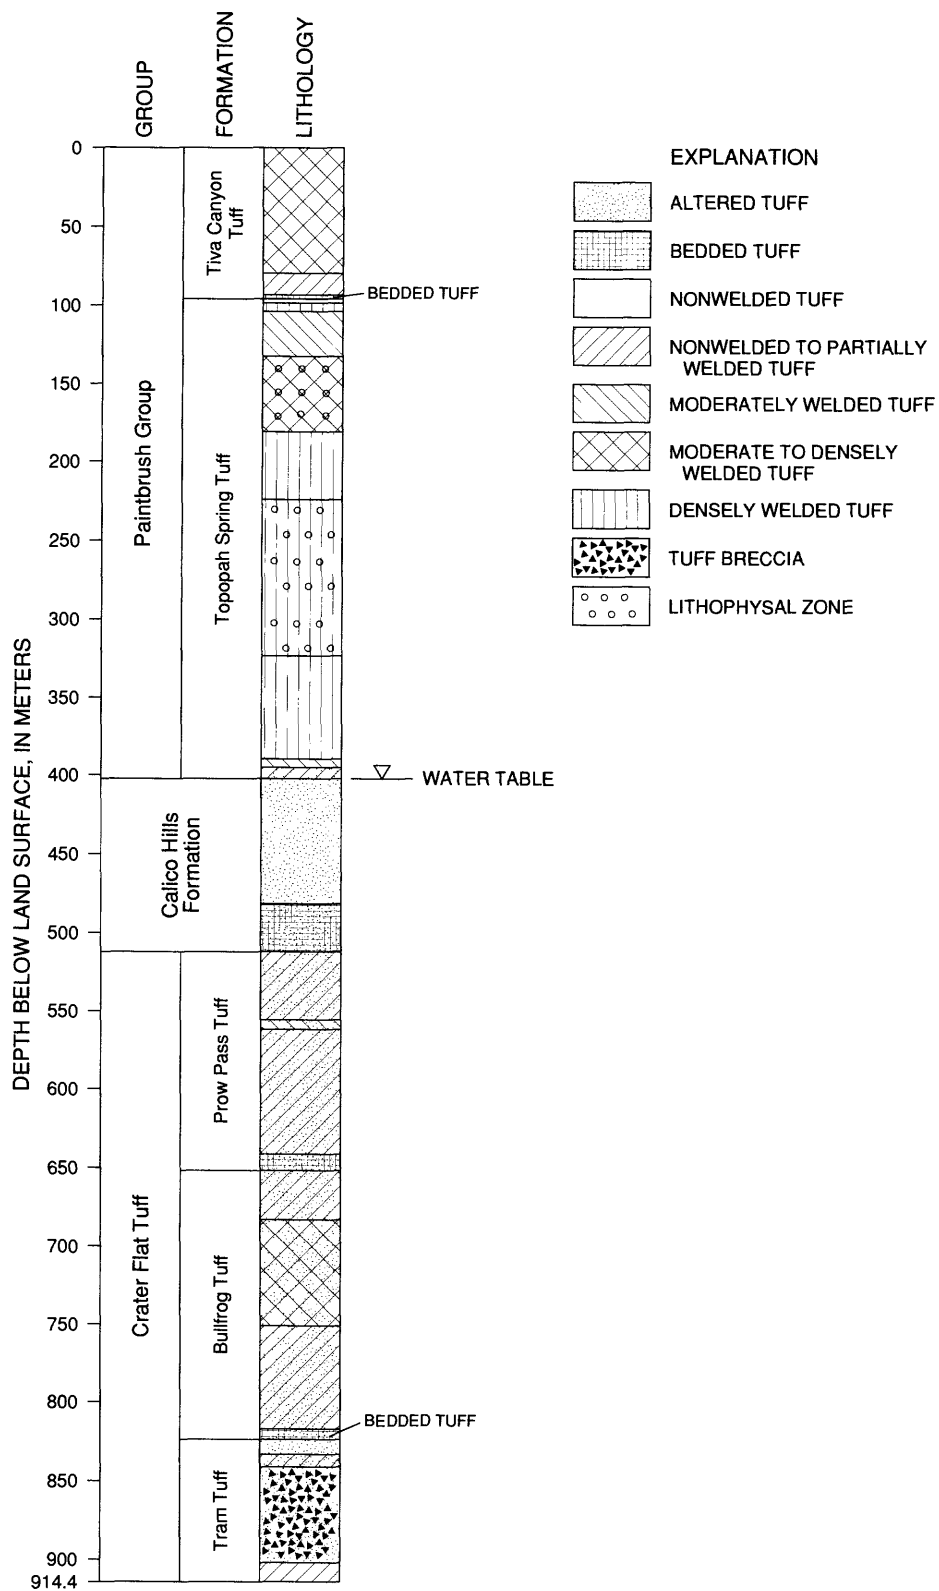 GROUP
FORMATION
LITHOLOGY
DEPTH BELOW LAND SURFACE, IN METERS
0
50
100
150
200
250
300
350
400
450
500
550
600
650
700
750
800
850
900
914.4
Paintbrush Group
Tiva Canyon
Tuff
Topopah Spring Tuff
Calico Hills
Formation
Crater Flat Tuff
Prow Pass Tuff
Bullfrog Tuff
Tram Tuff
BEDDED TUFF
WATER TABLE
BEDDED TUFF
EXPLANATION
ALTERED TUFF
BEDDED TUFF
NONWELDED TUFF
NONWELDED TO PARTIALLY
WELDED TUFF
MODERATELY WELDED TUFF
MODERATE TO DENSELY
WELDED TUFF
DENSELY WELDED TUFF
TUFF BRECCIA
LITHOPHYSAL ZONE